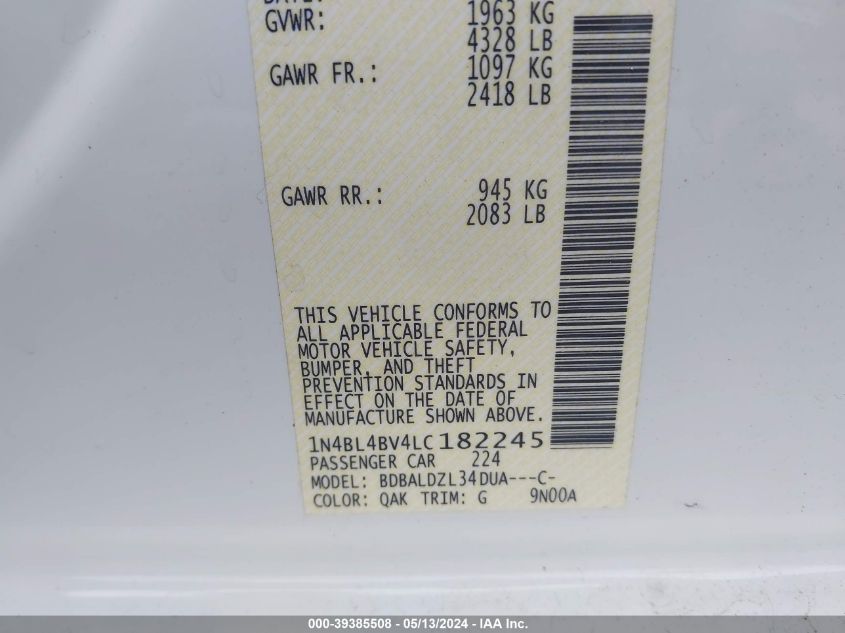 GVWR: 1963 KG
4328 LB
GAWR FR.: 1097 KG
2418 LB
GAWR RR.: 945 KG
2083 LB
THIS VEHICLE CONFORMS TO
ALL APPLICABLE FEDERAL
MOTOR VEHICLE SAFETY,
BUMPER, AND THEFT
PREVENTION STANDARDS IN
EFFECT ON THE DATE OF
MANUFACTURE SHOWN ABOVE.
1N4BL4BV4LC182245
PASSENGER CAR 224
MODEL: BDBALDZL34DUA---C-
COLOR: QAK TRIM: G 9N00A
000-39385508 - 05/13/2024 - IAA Inc.